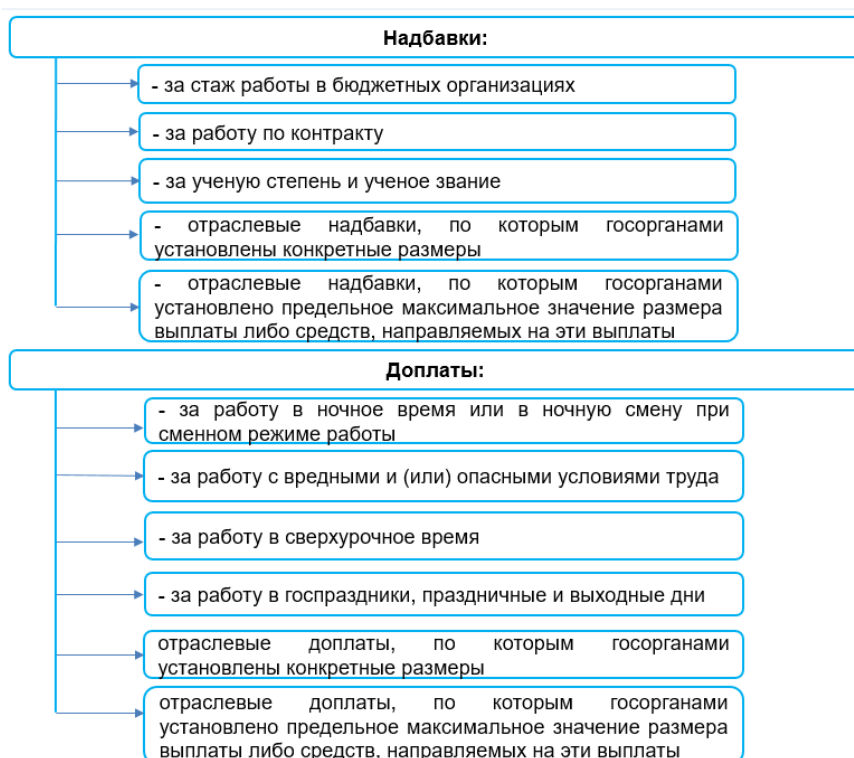 Надбавки:
- за стаж работы в бюджетных организациях
- за работу по контракту
- за ученую степень и ученое звание
- отраслевые надбавки, по которым госорганами
установлены конкретные размеры
- отраслевые надбавки, по которым госорганами
установлено предельное максимальное значение размера
выплаты либо средств, направляемых на эти выплаты
Доплаты:
- за работу в ночное время или в ночную смену при
сменном режиме работы
- за работу с вредными и (или) опасными условиями труда
- за работу в сверхурочное время
- за работу в госпраздники, праздничные и выходные дни
отраслевые доплаты, по которым госорганами
установлены конкретные размеры
отраслевые доплаты, по которым госорганами
установлено предельное максимальное значение размера
выплаты либо средств, направляемых на эти выплаты